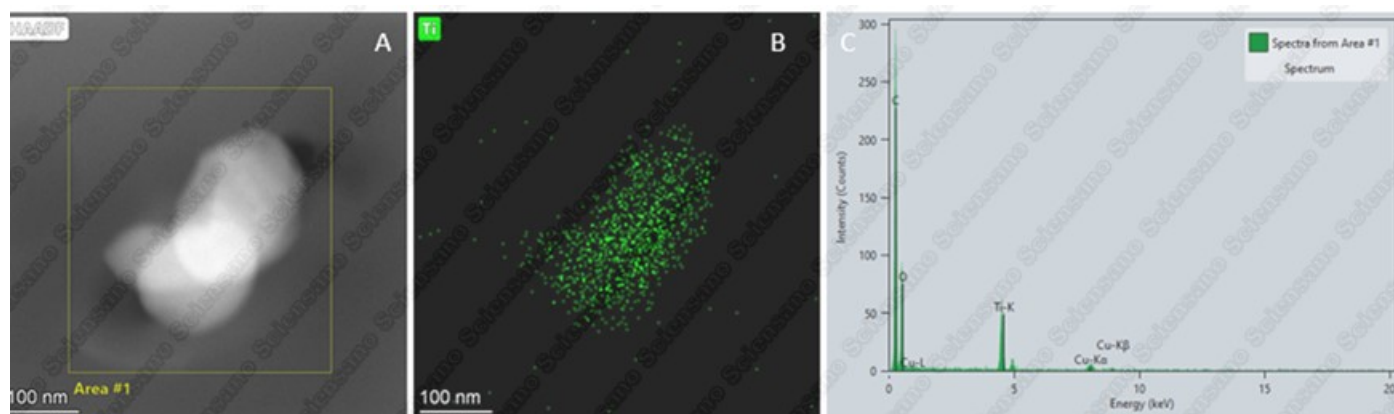 HAADF
A
Area #1
100 nm
Ti
B
100 nm
C
Spectra from Area #1
Spectrum
Intensity (Counts)
300
250
200
150
100
50
0
C
O
Cu-L
Ti-K
Cu-Kα
Cu-Kβ
0
5
10
15
20
Energy (keV)
Sciensano